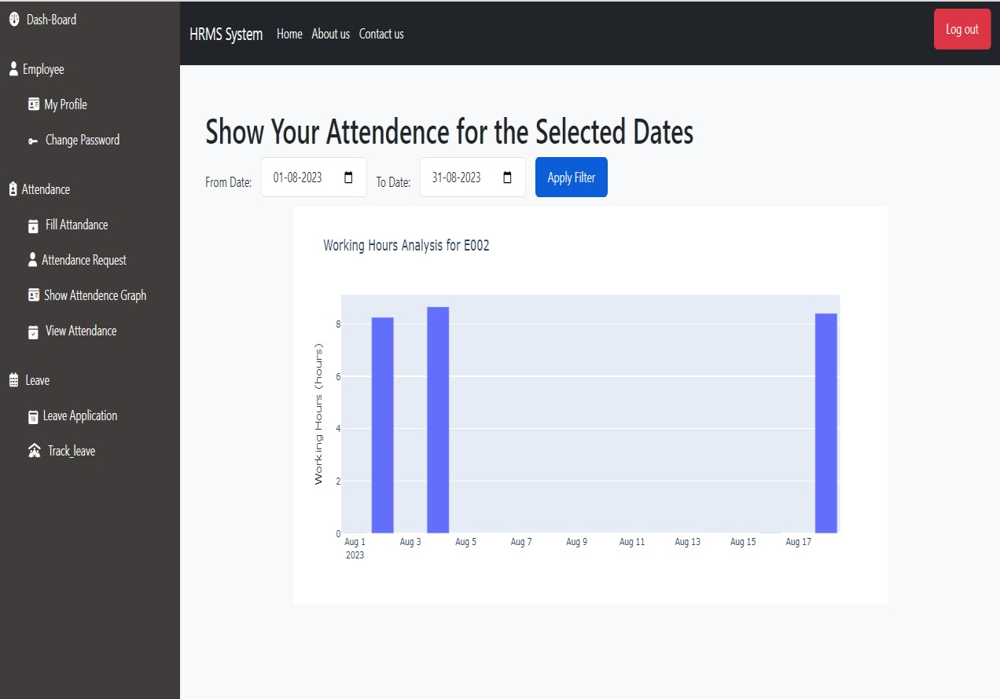 Dash-Board
Employee
My Profile
Change Password
Attendance
Fill Attandance
Attendance Request
Show Attendence Graph
View Attendance
Leave
Leave Application
Track_leave
HRMS System Home About us Contact us
Log out
Show Your Attendence for the Selected Dates
From Date: 01-08-2023 To Date: 31-08-2023 Apply Filter
Working Hours Analysis for E002
Working Hours (hours)
8
6
4
2
0
Aug 1 Aug 3 Aug 5 Aug 7 Aug 9 Aug 11 Aug 13 Aug 15 Aug 17
2023